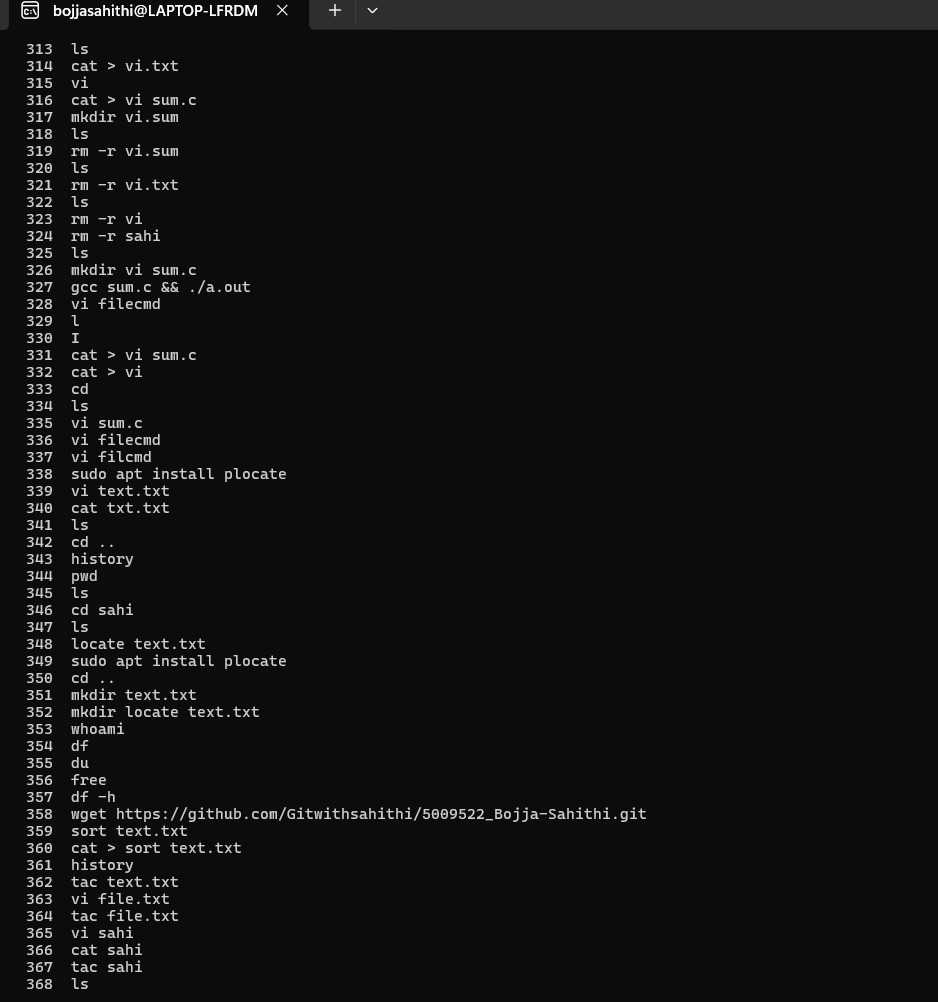 bojjasahithi@LAPTOP-LFRDM
313 ls
314 cat > vi.txt
315 vi
316 cat > vi sum.c
317 mkdir vi.sum
318 ls
319 rm -r vi.sum
320 ls
321 rm -r vi.txt
322 ls
323 rm -r vi
324 rm -r sahi
325 ls
326 mkdir vi sum.c
327 gcc sum.c && ./a.out
328 vi filecmd
329 l
330 I
331 cat > vi sum.c
332 cat > vi
333 cd
334 ls
335 vi sum.c
336 vi filecmd
337 vi filcmd
338 sudo apt install plocate
339 vi text.txt
340 cat txt.txt
341 ls
342 cd ..
343 history
344 pwd
345 ls
346 cd sahi
347 ls
348 locate text.txt
349 sudo apt install plocate
350 cd ..
351 mkdir text.txt
352 mkdir locate text.txt
353 whoami
354 df
355 du
356 free
357 df -h
358 wget https://github.com/Gitwithsahithi/5009522_Bojja-Sahithi.git
359 sort text.txt
360 cat > sort text.txt
361 history
362 tac text.txt
363 vi file.txt
364 tac file.txt
365 vi sahi
366 cat sahi
367 tac sahi
368 ls